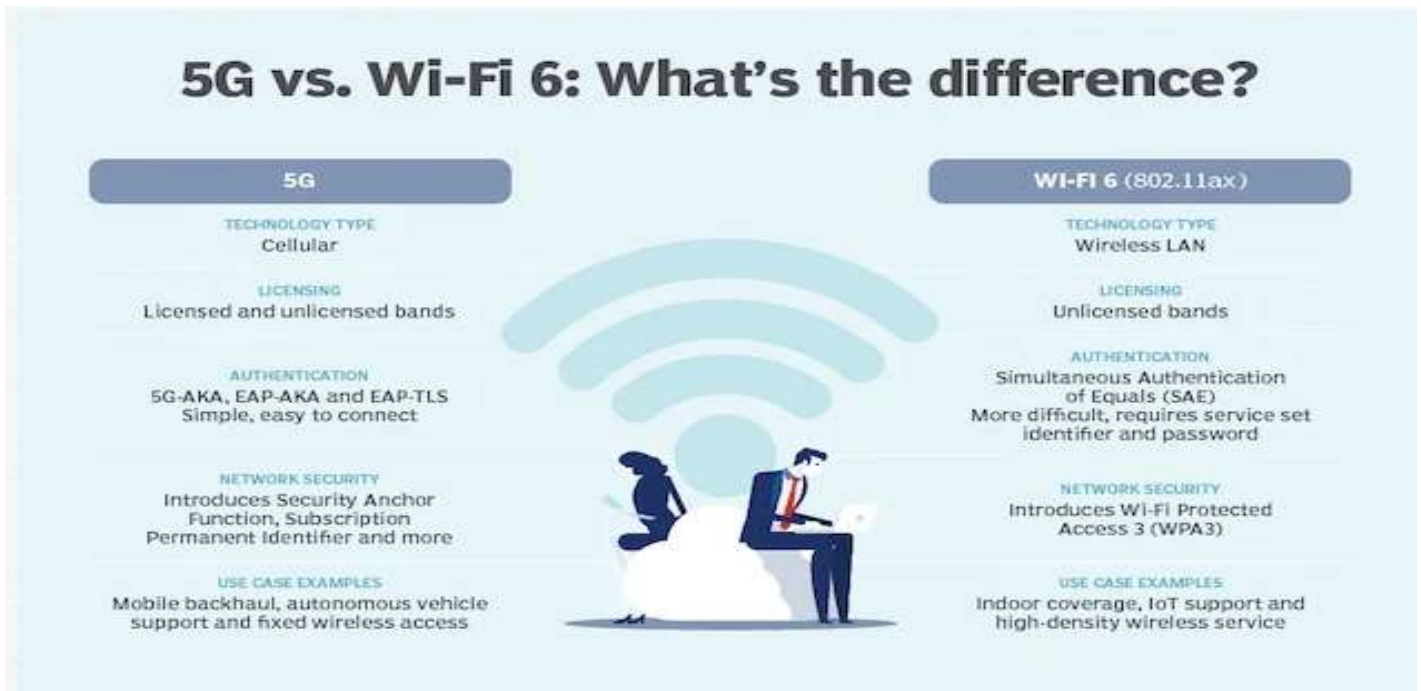 5G vs. Wi-Fi 6: What's the difference?
5G
TECHNOLOGY TYPE
Cellular
LICENSING
Licensed and unlicensed bands
AUTHENTICATION
5G-AKA, EAP-AKA and EAP-TLS
Simple, easy to connect
NETWORK SECURITY
Introduces Security Anchor
Function, Subscription
Permanent Identifier and more
USE CASE EXAMPLES
Mobile backhaul, autonomous vehicle
support and fixed wireless access
WI-FI 6 (802.11ax)
TECHNOLOGY TYPE
Wireless LAN
LICENSING
Unlicensed bands
AUTHENTICATION
Simultaneous Authentication
of Equals (SAE)
More difficult, requires service set
identifier and password
NETWORK SECURITY
Introduces Wi-Fi Protected
Access 3 (WPA3)
USE CASE EXAMPLES
Indoor coverage, IoT support and
high-density wireless service